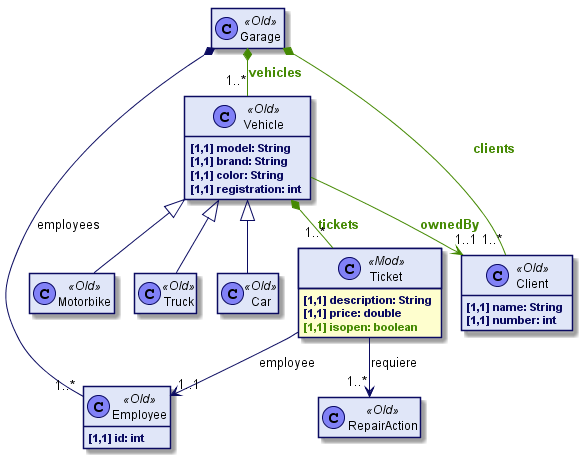 C «Old» Garage
vehicles
1..*
clients
C «Old» Vehicle
[1,1] model: String
[1,1] brand: String
[1,1] color: String
[1,1] registration: int
employees
tickets
1..*
ownedBy
1..1
1..*
C «Old» Motorbike
C «Old» Truck
C «Old» Car
C «Mod» Ticket
[1,1] description: String
[1,1] price: double
[1,1] isopen: boolean
C «Old» Client
[1,1] name: String
[1,1] number: int
employee
requiere
1..*
1..1
1..*
C «Old» Employee
[1,1] id: int
C «Old» RepairAction